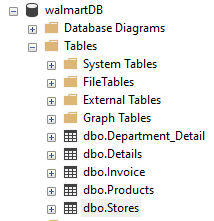 walmartDB
Database Diagrams
Tables
System Tables
FileTables
External Tables
Graph Tables
dbo.Department_Detail
dbo.Details
dbo.Invoice
dbo.Products
dbo.Stores